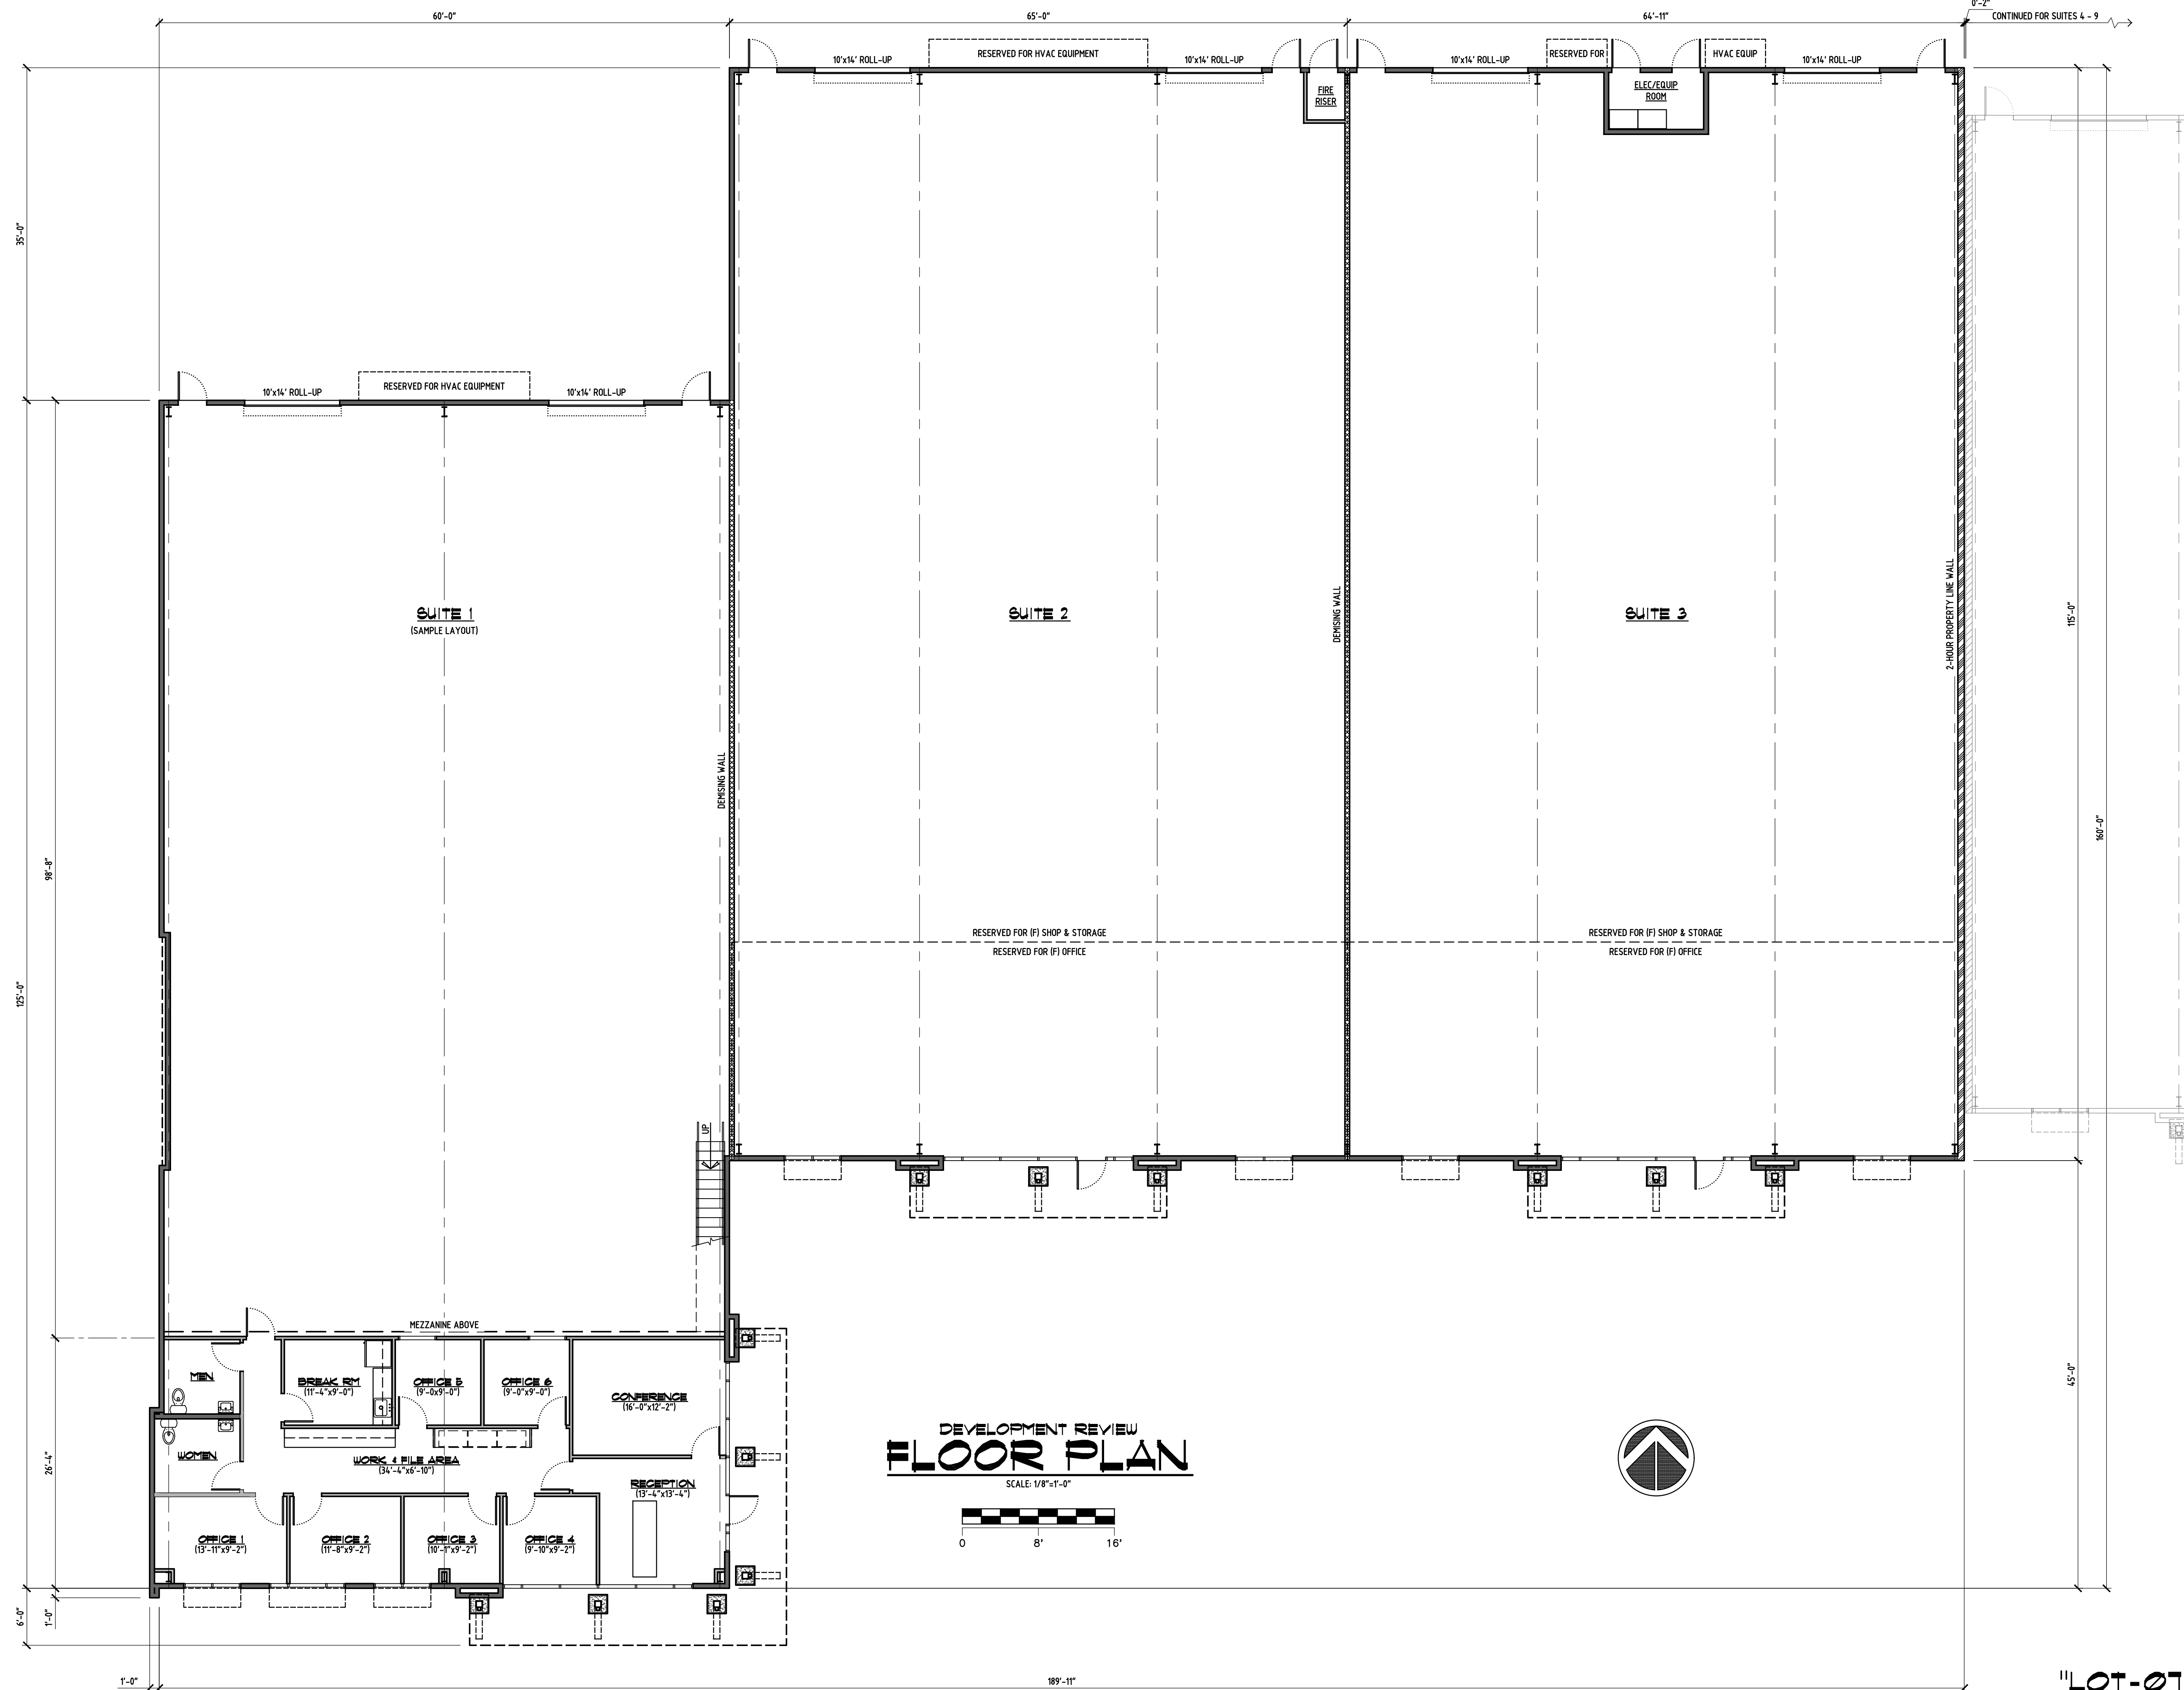 0'-2"
60'-0"
65'-0"
64'-11"
CONTINUED FOR SUITES 4 - 9
10'x14' ROLL-UP
RESERVED FOR HVAC EQUIPMENT
10'x14' ROLL-UP
10'x14' ROLL-UP
RESERVED FOR
HVAC EQUIP
10'x14' ROLL-UP
FIRE
RISER
ELEC/EQUIP
ROOM
35'-0"
10'x14' ROLL-UP
RESERVED FOR HVAC EQUIPMENT
10'x14' ROLL-UP
SUITE 1
(SAMPLE LAYOUT)
SUITE 2
SUITE 3
DEMISING WALL
DEMISING WALL
2-HOUR PROPERTY LINE WALL
115'-0"
160'-0"
98'-8"
125'-0"
RESERVED FOR (F) SHOP & STORAGE
RESERVED FOR (F) OFFICE
RESERVED FOR (F) SHOP & STORAGE
RESERVED FOR (F) OFFICE
UP
MEZZANINE ABOVE
MEN
BREAK RM
(11'-4"x9'-0")
OFFICE 5
(9'-0x9'-0")
OFFICE 6
(9'-0"x9'-0")
CONFERENCE
(16'-0"x12'-2")
WOMEN
WORK & FILE AREA
(34'-4"x6'-10")
RECEPTION
(13'-4"x13'-4")
OFFICE 1
(13'-11"x9'-2")
OFFICE 2
(11'-8"x9'-2")
OFFICE 3
(10'-1"x9'-2")
OFFICE 4
(9'-10"x9'-2")
26'-4"
45'-0"
6'-0"
1'-0"
DEVELOPMENT REVIEW
FLOOR PLAN
SCALE: 1/8"=1'-0"
0 8' 16'
1'-0"
189'-11"
"LOT-07